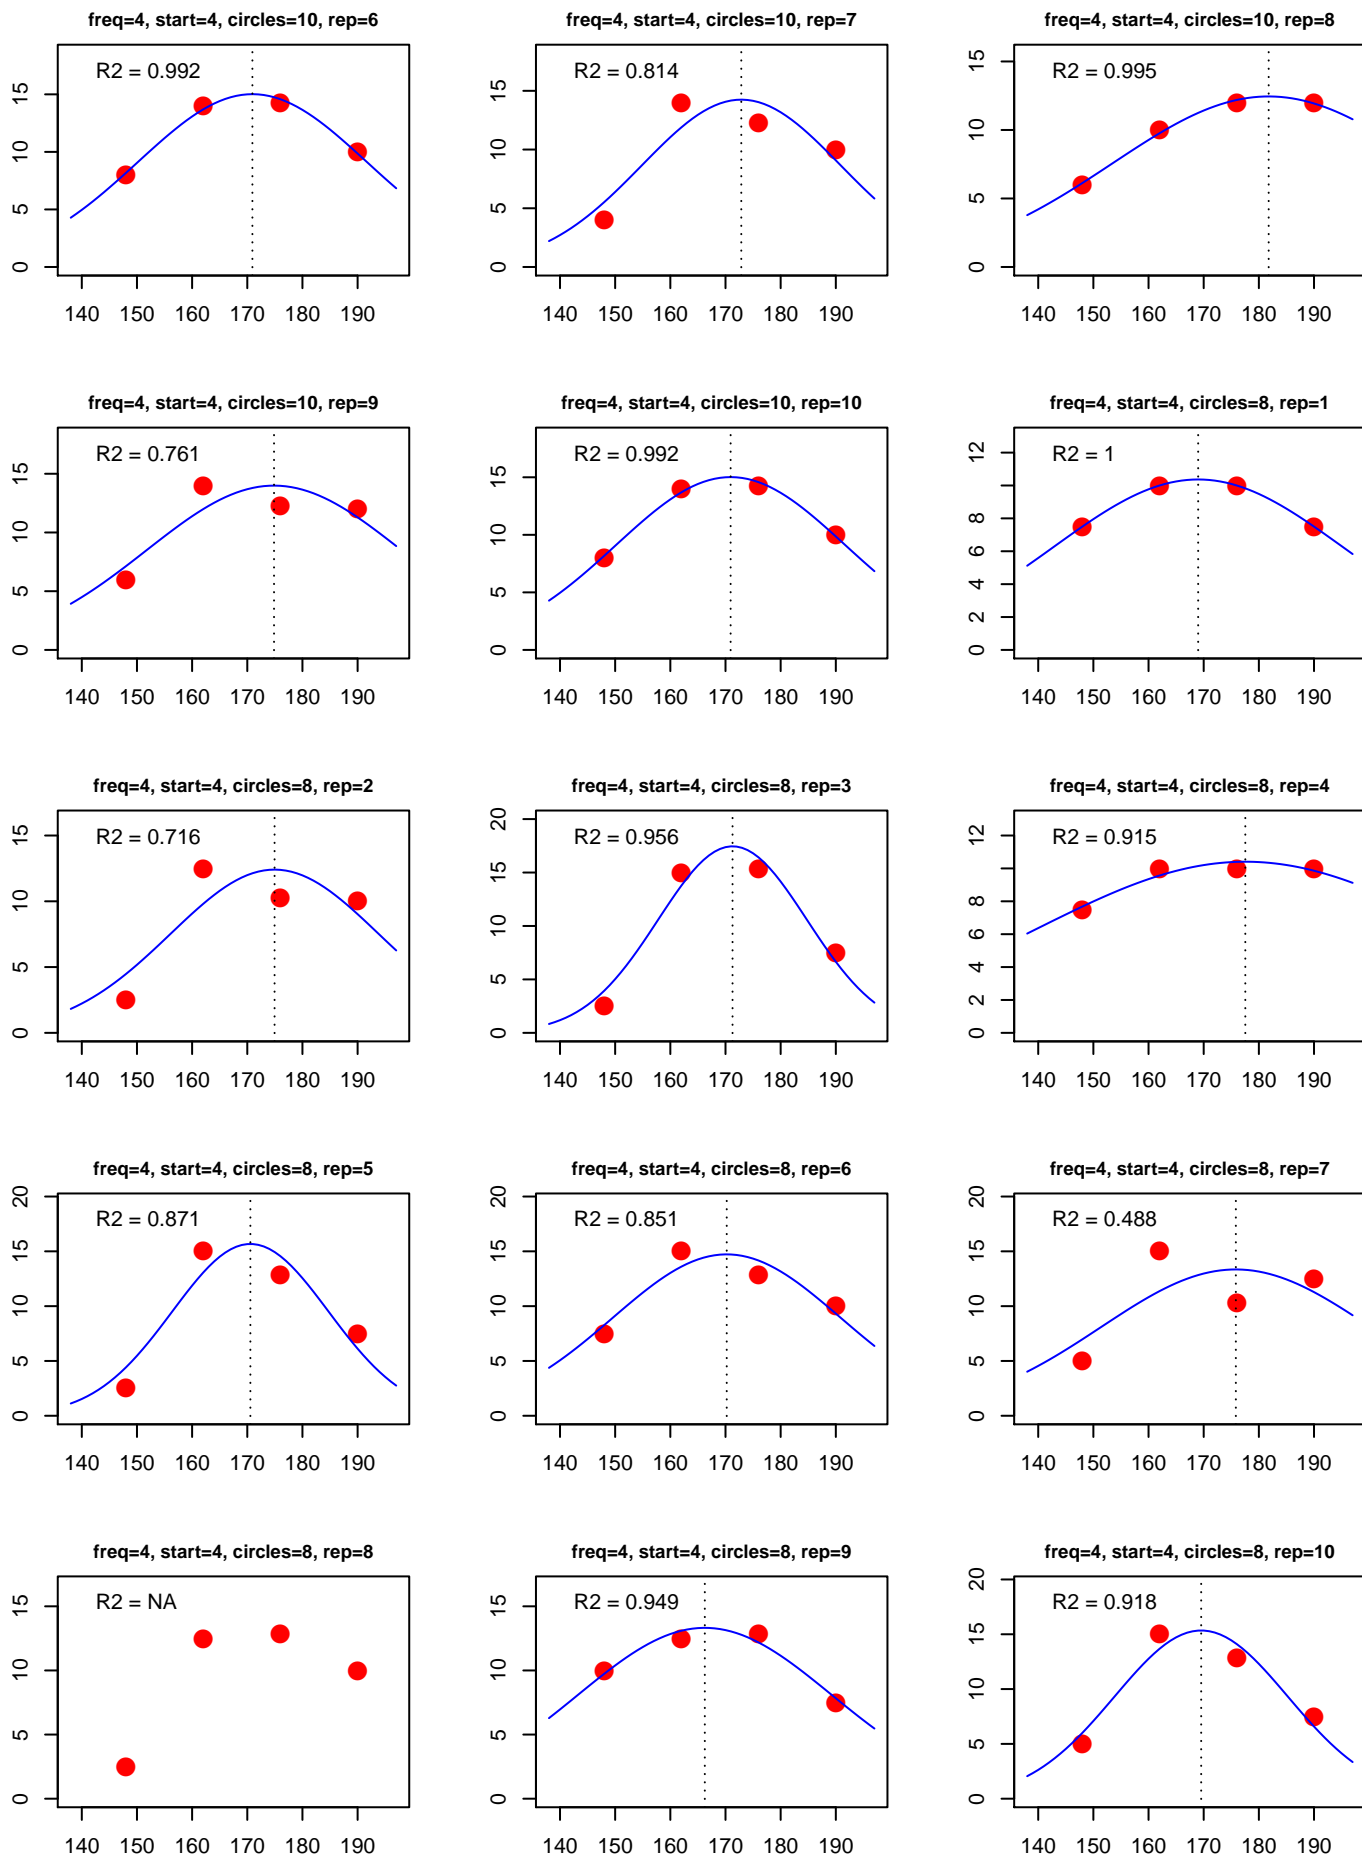 freq=4, start=4, circles=10, rep=6
R2 = 0.992
0 5 10 15
140 150 160 170 180 190
freq=4, start=4, circles=10, rep=7
R2 = 0.814
0 5 10 15
140 150 160 170 180 190
freq=4, start=4, circles=10, rep=8
R2 = 0.995
0 5 10 15
140 150 160 170 180 190
freq=4, start=4, circles=10, rep=9
R2 = 0.761
0 5 10 15
140 150 160 170 180 190
freq=4, start=4, circles=10, rep=10
R2 = 0.992
0 5 10 15
140 150 160 170 180 190
freq=4, start=4, circles=8, rep=1
R2 = 1
0 2 4 6 8 12
140 150 160 170 180 190
freq=4, start=4, circles=8, rep=2
R2 = 0.716
0 5 10 15
140 150 160 170 180 190
freq=4, start=4, circles=8, rep=3
R2 = 0.956
0 5 10 15 20
140 150 160 170 180 190
freq=4, start=4, circles=8, rep=4
R2 = 0.915
0 2 4 6 8 12
140 150 160 170 180 190
freq=4, start=4, circles=8, rep=5
R2 = 0.871
0 5 10 15 20
140 150 160 170 180 190
freq=4, start=4, circles=8, rep=6
R2 = 0.851
0 5 10 15 20
140 150 160 170 180 190
freq=4, start=4, circles=8, rep=7
R2 = 0.488
0 5 10 15 20
140 150 160 170 180 190
freq=4, start=4, circles=8, rep=8
R2 = NA
0 5 10 15
140 150 160 170 180 190
freq=4, start=4, circles=8, rep=9
R2 = 0.949
0 5 10 15
140 150 160 170 180 190
freq=4, start=4, circles=8, rep=10
R2 = 0.918
0 5 10 15 20
140 150 160 170 180 190